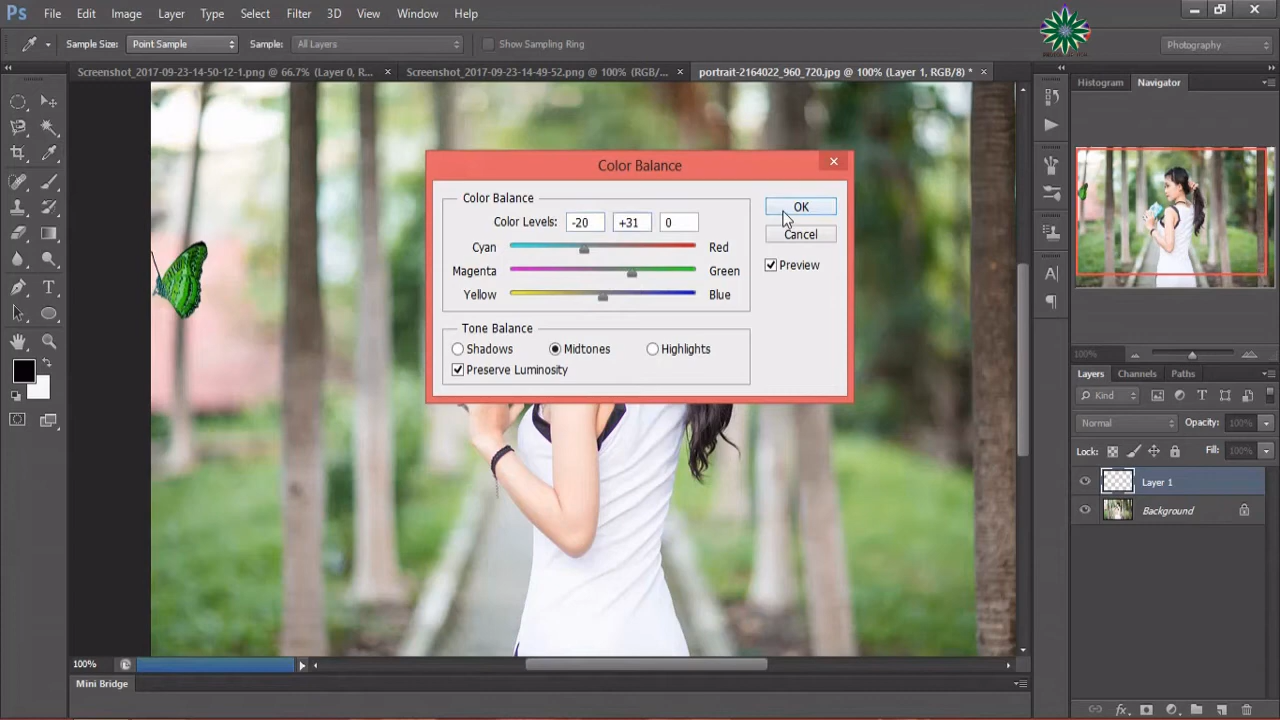 Ps File Edit Image Layer Type Select Filter 3D View Window Help
Sample Size: Point Sample Sample: All Layers Show Sampling Ring Photography
Screenshot_2017-09-23-14-50-12-1.png @ 66.7% (Layer 0, R... × Screenshot_2017-09-23-14-49-52.png @ 100% (RGB/... × portrait-2164022_960_720.jpg @ 100% (Layer 1, RGB/8) * ×
Histogram Navigator
Color Balance
Color Balance
Color Levels: -20 +31 0
Cyan Red
Magenta Green
Yellow Blue
OK
Cancel
Preview
Tone Balance
Shadows Midtones Highlights
Preserve Luminosity
100%
Layers Channels Paths
Kind
Normal Opacity: 100%
Lock: Fill: 100%
Layer 1
Background
100%
Mini Bridge